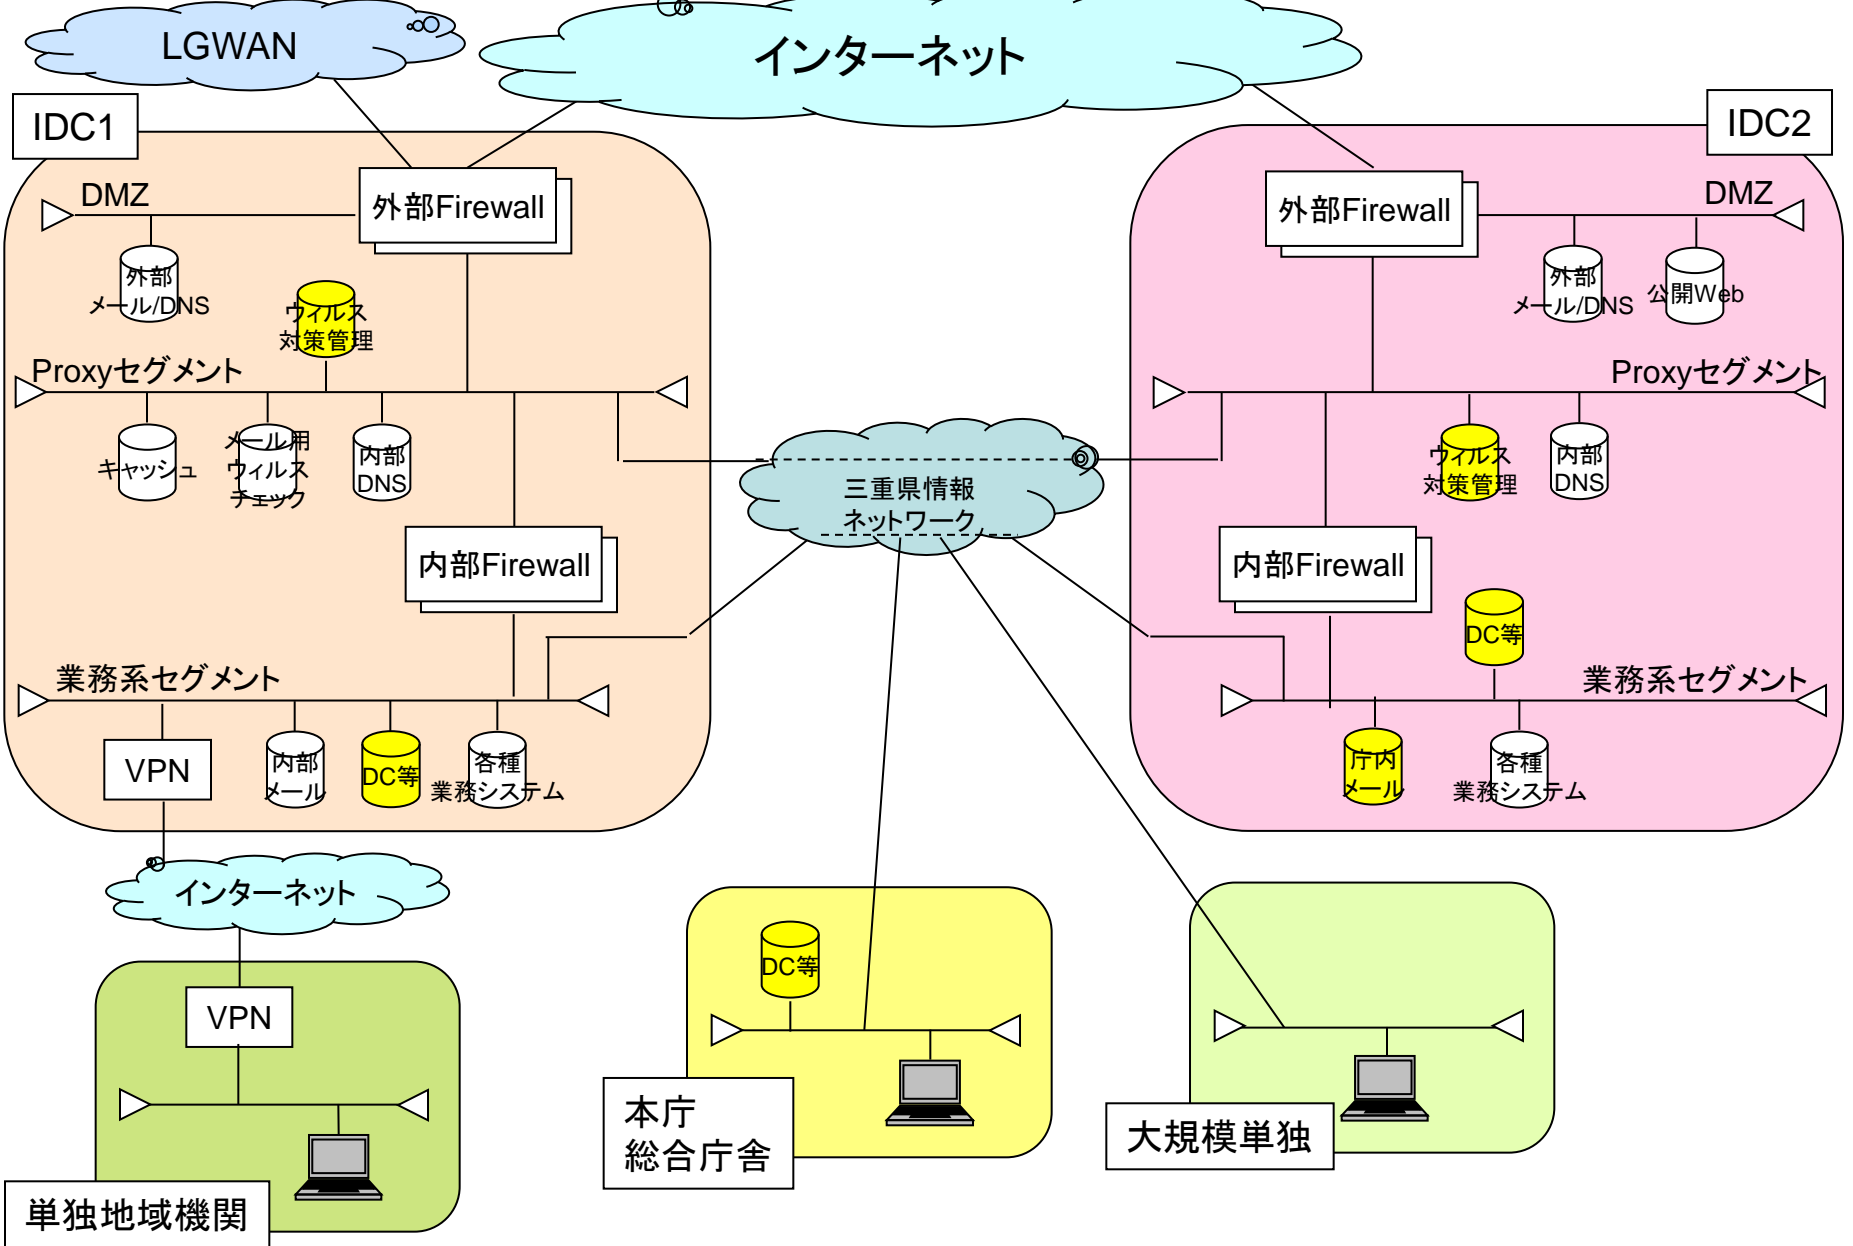 LGWAN
インターネット
IDC1
IDC2
DMZ
外部Firewall
外部Firewall
DMZ
外部
メール/DNS
ウィルス
対策管理
外部
メール/DNS
公開Web
Proxyセグメント
Proxyセグメント
キャッシュ
メール用
ウィルス
チェック
内部
DNS
三重県情報
ネットワーク
ウィルス
対策管理
内部
DNS
内部Firewall
内部Firewall
DC等
業務系セグメント
業務系セグメント
VPN
内部
メール
DC等
各種
業務システム
庁内
メール
各種
業務システム
インターネット
VPN
DC等
本庁
総合庁舎
大規模単独
単独地域機関